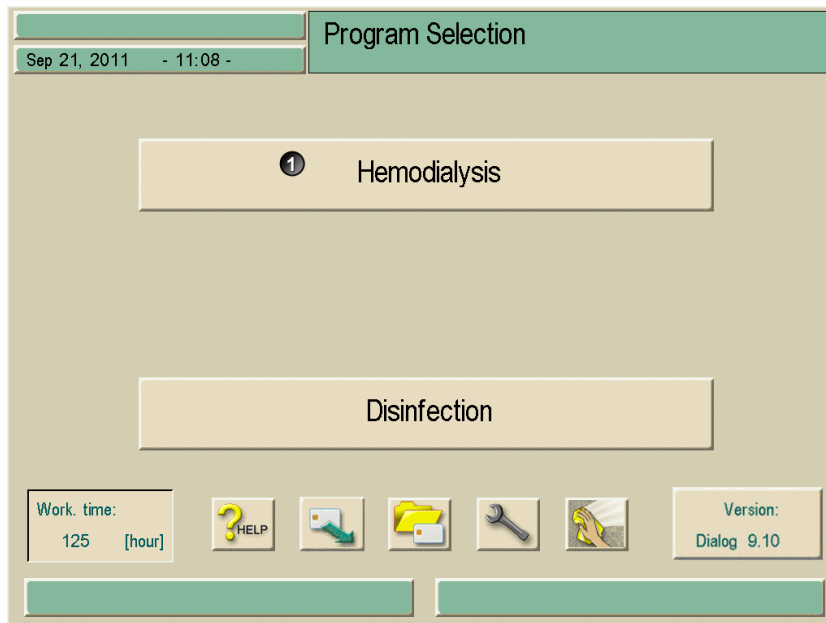 Program Selection
Sep 21, 2011 - 11:08 -
1 Hemodialysis
Disinfection
Work. time:
125 [hour]
HELP
Version:
Dialog 9.10